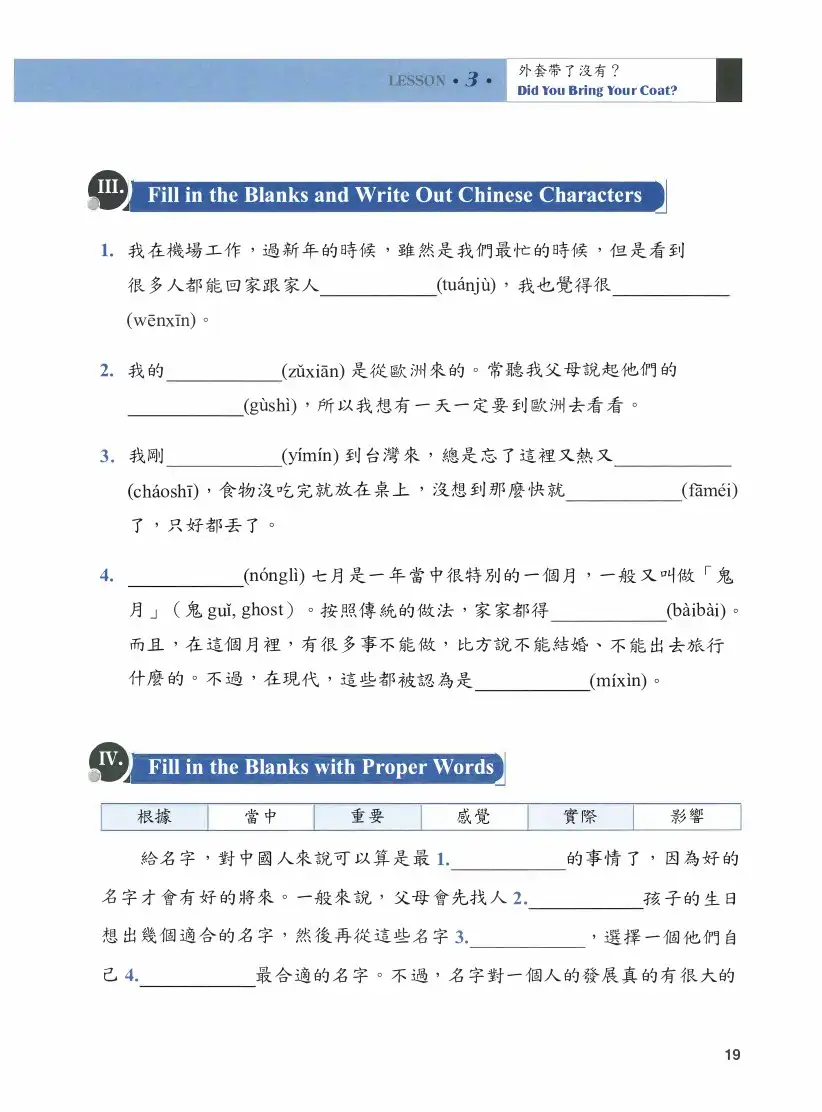 LESSON • 3 •
外套帶了沒有？
Did You Bring Your Coat?
III. Fill in the Blanks and Write Out Chinese Characters
1. 我在機場工作，過新年的時候，雖然是我們最忙的時候，但是看到
很多人都能回家跟家人____________(tuánjù)，我也覺得很____________
(wēnxīn)。
2. 我的____________(zǔxiān) 是從歐洲來的。常聽我父母說起他們的
____________(gùshì)，所以我想有一天一定要到歐洲去看看。
3. 我剛____________(yímín) 到台灣來，總是忘了這裡又熱又____________
(cháoshī)，食物沒吃完就放在桌上，沒想到那麼快就____________(fāméi)
了，只好都丟了。
4. ____________(nónglì) 七月是一年當中很特別的一個月，一般又叫做「鬼
月」（鬼 guǐ, ghost）。按照傳統的做法，家家都得____________(bàibài)。
而且，在這個月裡，有很多事不能做，比方說不能結婚、不能出去旅行
什麼的。不過，在現代，這些都被認為是____________(míxìn)。
IV. Fill in the Blanks with Proper Words
根據 當中 重要 感覺 實際 影響
給名字，對中國人來說可以算是最 1.____________的事情了，因為好的
名字才會有好的將來。一般來說，父母會先找人 2.____________孩子的生日
想出幾個適合的名字，然後再從這些名字 3.____________，選擇一個他們自
己 4.____________最合適的名字。不過，名字對一個人的發展真的有很大的
19